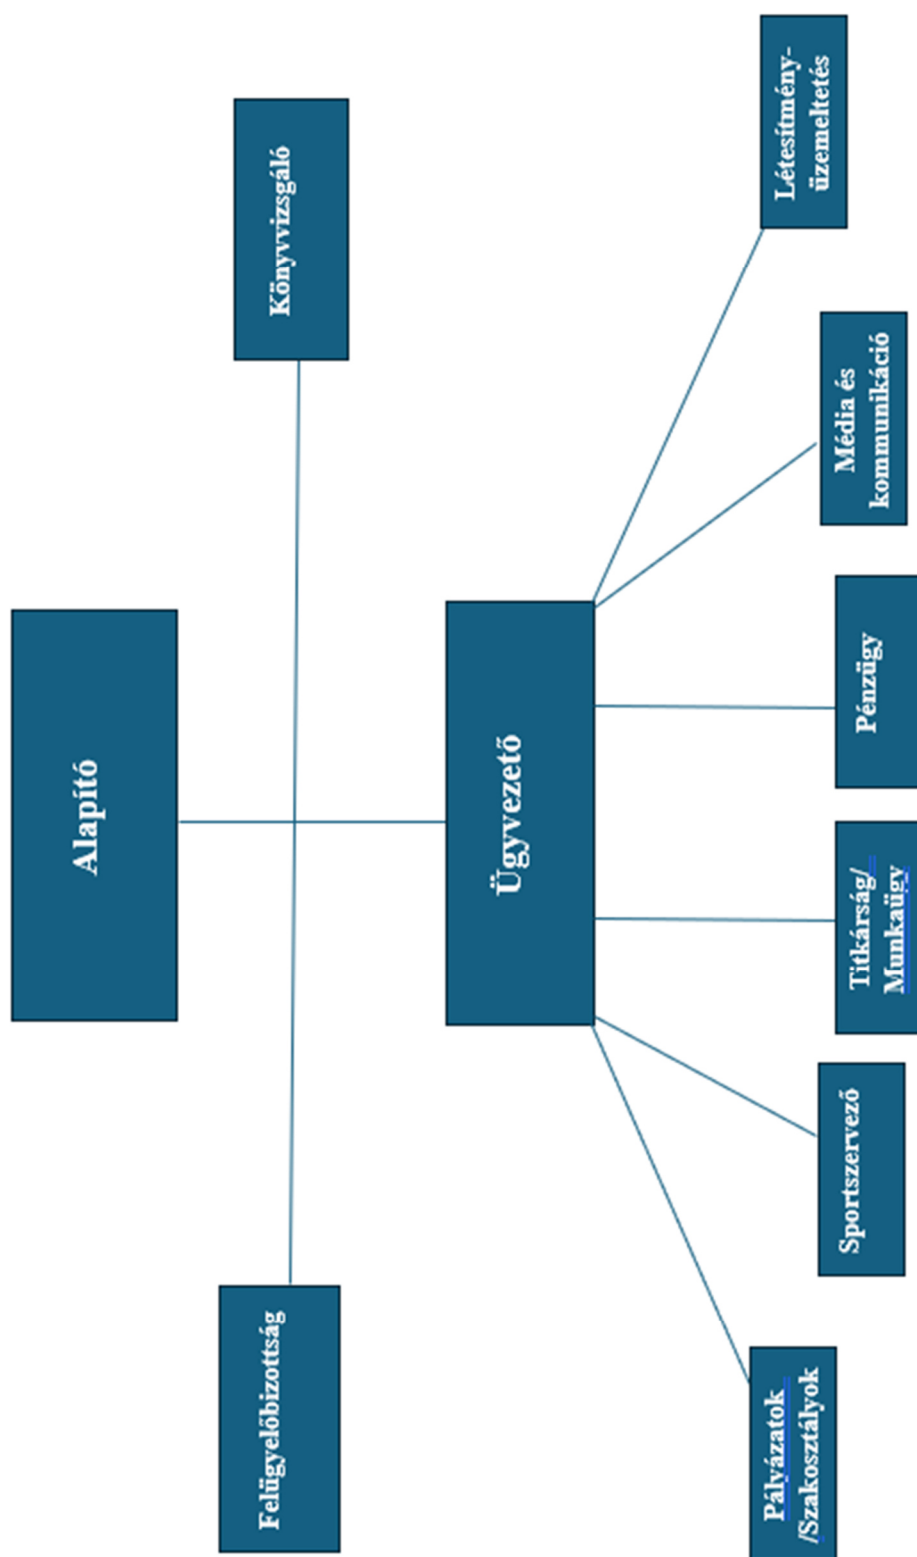 Alapító
Felügyelőbizottság
Könyvvizsgáló
Ügyvezető
Pályázatok
/Szakosztályok
Sportszervező
Titkárság/
Munkaügy
Pénzügy
Média és
kommunikáció
Létesítmény-
üzemeltetés